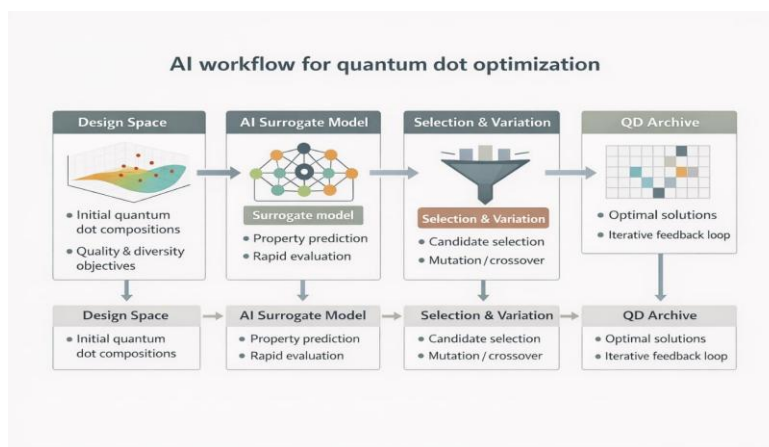 AI workflow for quantum dot optimization
Design Space
• Initial quantum
dot compositions
• Quality & diversity
objectives
AI Surrogate Model
Surrogate model
• Property prediction
• Rapid evaluation
Selection & Variation
Selection & Variation
• Candidate selection
• Mutation / crossover
QD Archive
• Optimal solutions
• Iterative feedback loop
Design Space
• Initial quantum
dot compositions
AI Surrogate Model
• Property prediction
• Rapid evaluation
Selection & Variation
• Candidate selection
• Mutation / crossover
QD Archive
• Optimal solutions
• Iterative feedback loop